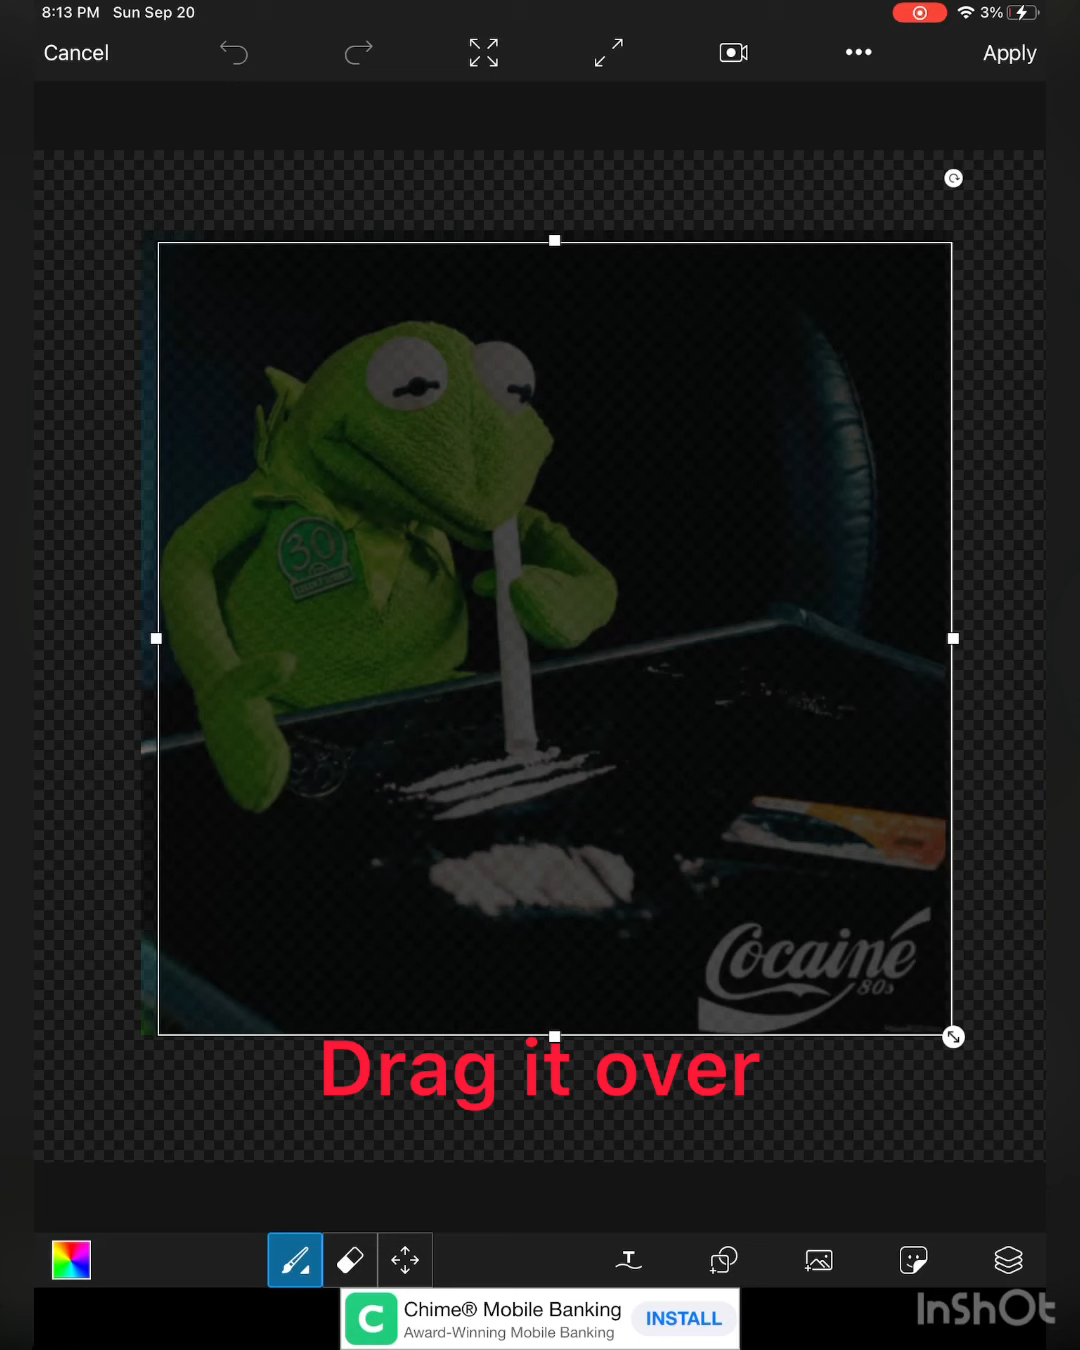 8:13 PM Sun Sep 20
3%
Cancel
Apply
30
Cocaine
80s
Drag it over
T
C
Chime® Mobile Banking
Award-Winning Mobile Banking
INSTALL
InShOt